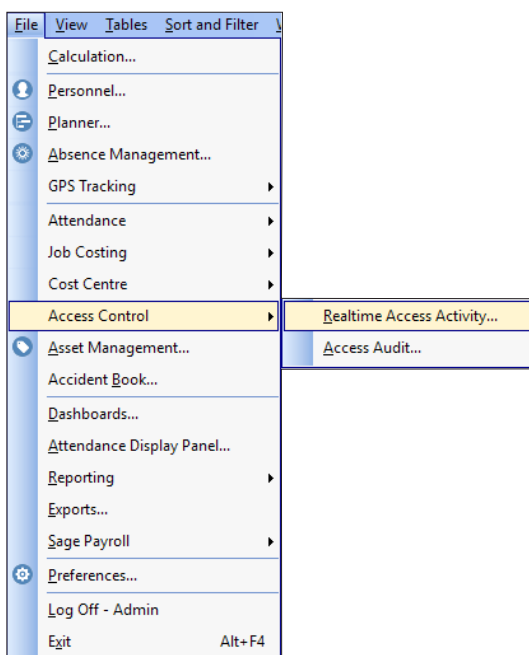 File View Tables Sort and Filter
Calculation...
Personnel...
Planner...
Absence Management...
GPS Tracking
Attendance
Job Costing
Cost Centre
Access Control
Realtime Access Activity...
Asset Management...
Access Audit...
Accident Book...
Dashboards...
Attendance Display Panel...
Reporting
Exports...
Sage Payroll
Preferences...
Log Off - Admin
Exit Alt+F4